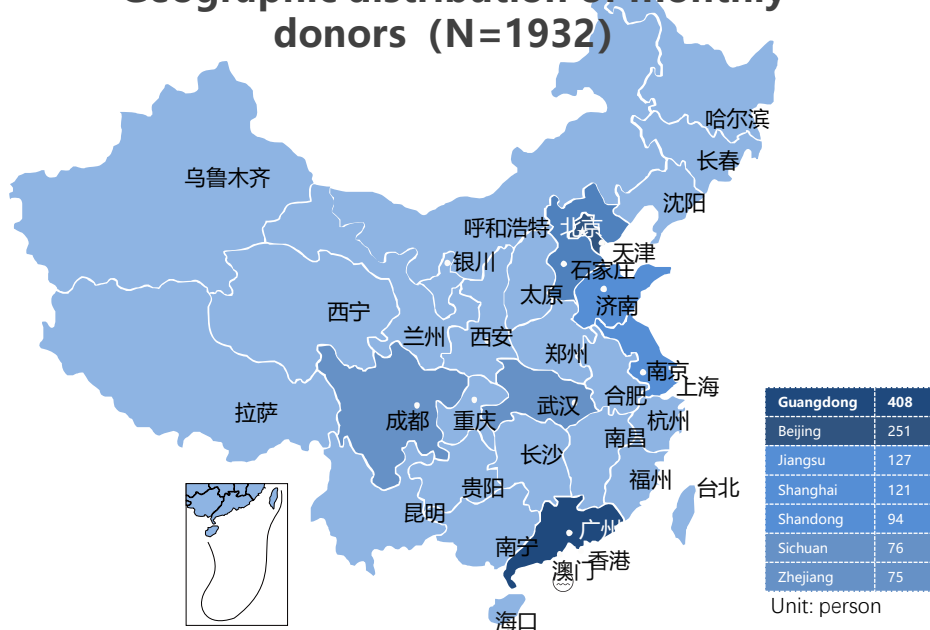 Geographic distribution of monthly
donors (N=1932)
哈尔滨
长春
乌鲁木齐
沈阳
呼和浩特
北京
天津
银川
石家庄
太原
济南
西宁
兰州
西安
郑州
南京
上海
合肥
拉萨
成都
重庆
武汉
杭州
南昌
长沙
福州
贵阳
台北
昆明
广州
南宁
香港
澳门
海口
Guangdong 408
Beijing 251
Jiangsu 127
Shanghai 121
Shandong 94
Sichuan 76
Zhejiang 75
Unit: person